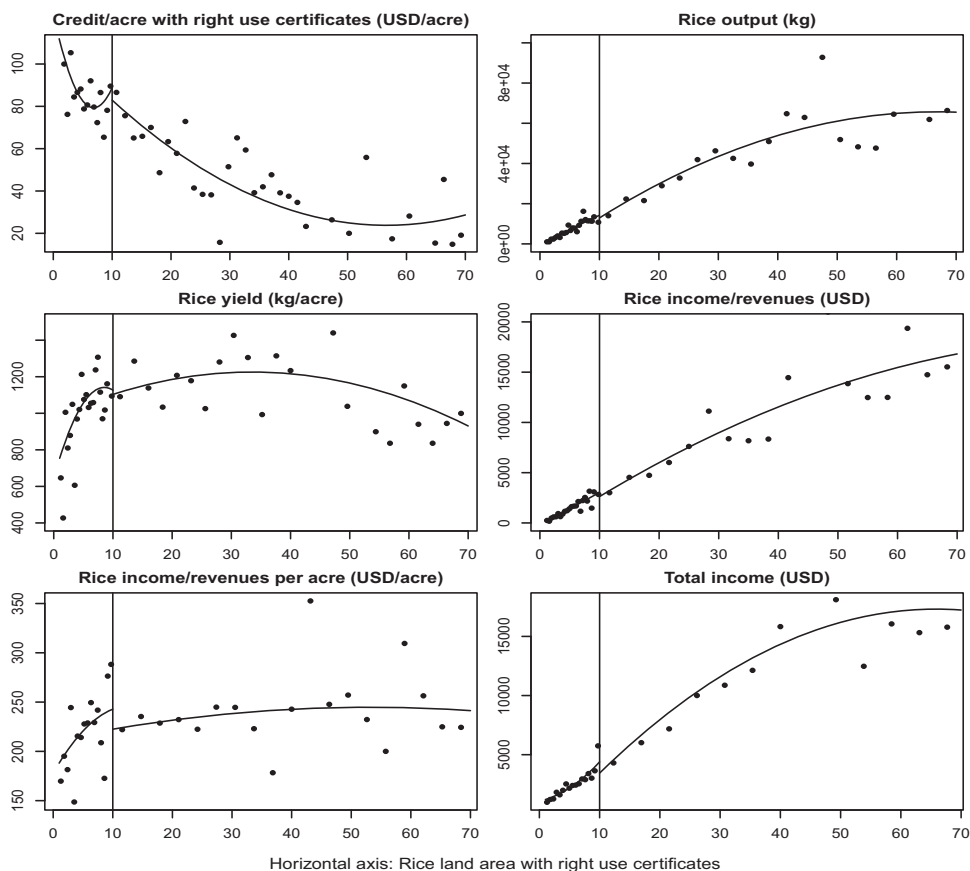 Credit/acre with right use certificates (USD/acre)
100
80
60
40
20
0 10 20 30 40 50 60 70
Rice output (kg)
8e+04
4e+04
0e+00
0 10 20 30 40 50 60 70
Rice yield (kg/acre)
1200
1000
800
600
400
0 10 20 30 40 50 60 70
Rice income/revenues (USD)
20000
15000
10000
5000
0
0 10 20 30 40 50 60 70
Rice income/revenues per acre (USD/acre)
350
300
250
200
150
0 10 20 30 40 50 60 70
Total income (USD)
15000
10000
5000
0 10 20 30 40 50 60 70
Horizontal axis: Rice land area with right use certificates